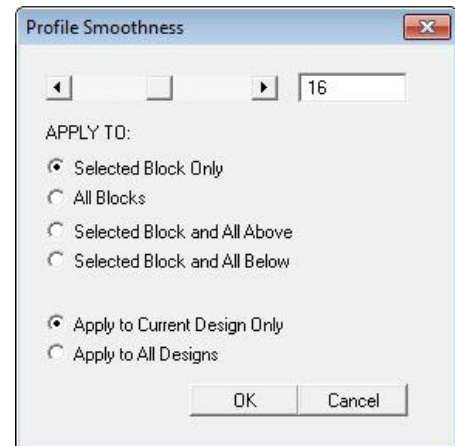 Profile Smoothness
16
APPLY TO:
Selected Block Only
All Blocks
Selected Block and All Above
Selected Block and All Below
Apply to Current Design Only
Apply to All Designs
OK Cancel